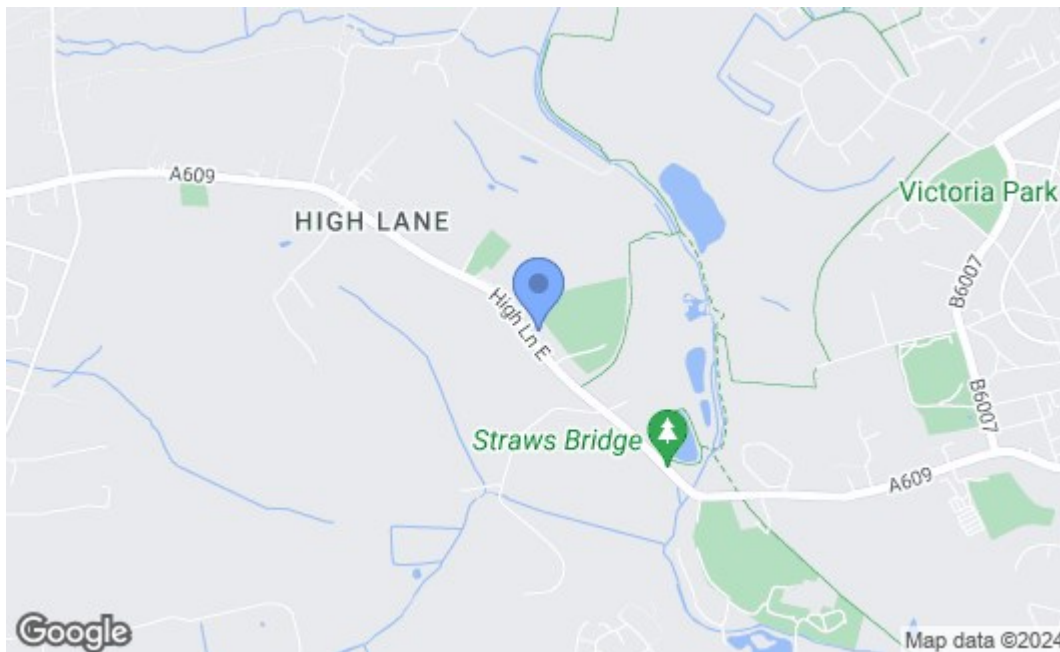 A609
HIGH LANE
Victoria Park
B6007
High Ln E
B6007
Straws Bridge
A609
Google
Map data ©2024